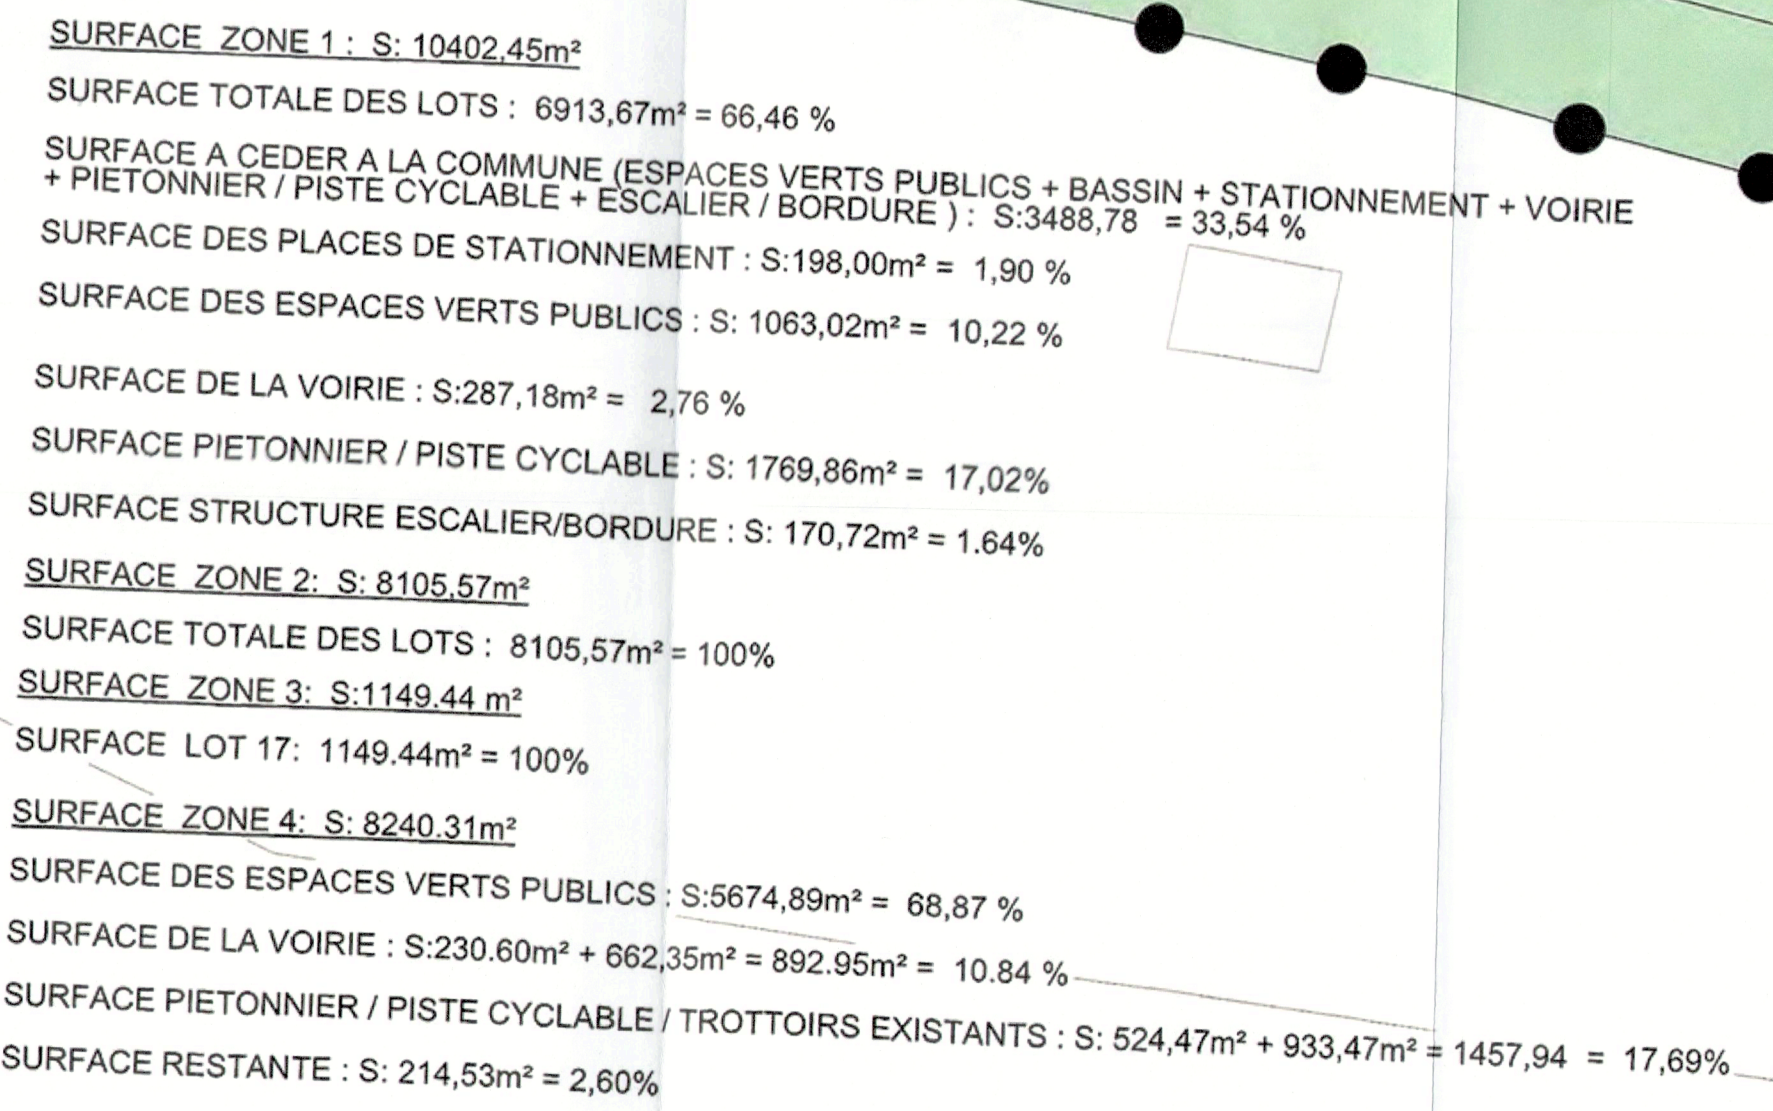 SURFACE ZONE 1 : S: 10402,45m²
SURFACE TOTALE DES LOTS : 6913,67m² = 66,46 %
SURFACE A CEDER A LA COMMUNE (ESPACES VERTS PUBLICS + BASSIN + STATIONNEMENT + VOIRIE
+ PIETONNIER / PISTE CYCLABLE + ESCALIER / BORDURE ) : S:3488,78 = 33,54 %
SURFACE DES PLACES DE STATIONNEMENT : S:198,00m² = 1,90 %
SURFACE DES ESPACES VERTS PUBLICS : S: 1063,02m² = 10,22 %
SURFACE DE LA VOIRIE : S:287,18m² = 2,76 %
SURFACE PIETONNIER / PISTE CYCLABLE : S: 1769,86m² = 17,02%
SURFACE STRUCTURE ESCALIER/BORDURE : S: 170,72m² = 1.64%
SURFACE ZONE 2: S: 8105,57m²
SURFACE TOTALE DES LOTS : 8105,57m² = 100%
SURFACE ZONE 3: S:1149.44 m²
SURFACE LOT 17: 1149.44m² = 100%
SURFACE ZONE 4: S: 8240.31m²
SURFACE DES ESPACES VERTS PUBLICS : S:5674,89m² = 68,87 %
SURFACE DE LA VOIRIE : S:230.60m² + 662,35m² = 892.95m² = 10.84 %
SURFACE PIETONNIER / PISTE CYCLABLE / TROTTOIRS EXISTANTS : S: 524,47m² + 933,47m² = 1457,94 = 17,69%
SURFACE RESTANTE : S: 214,53m² = 2,60%